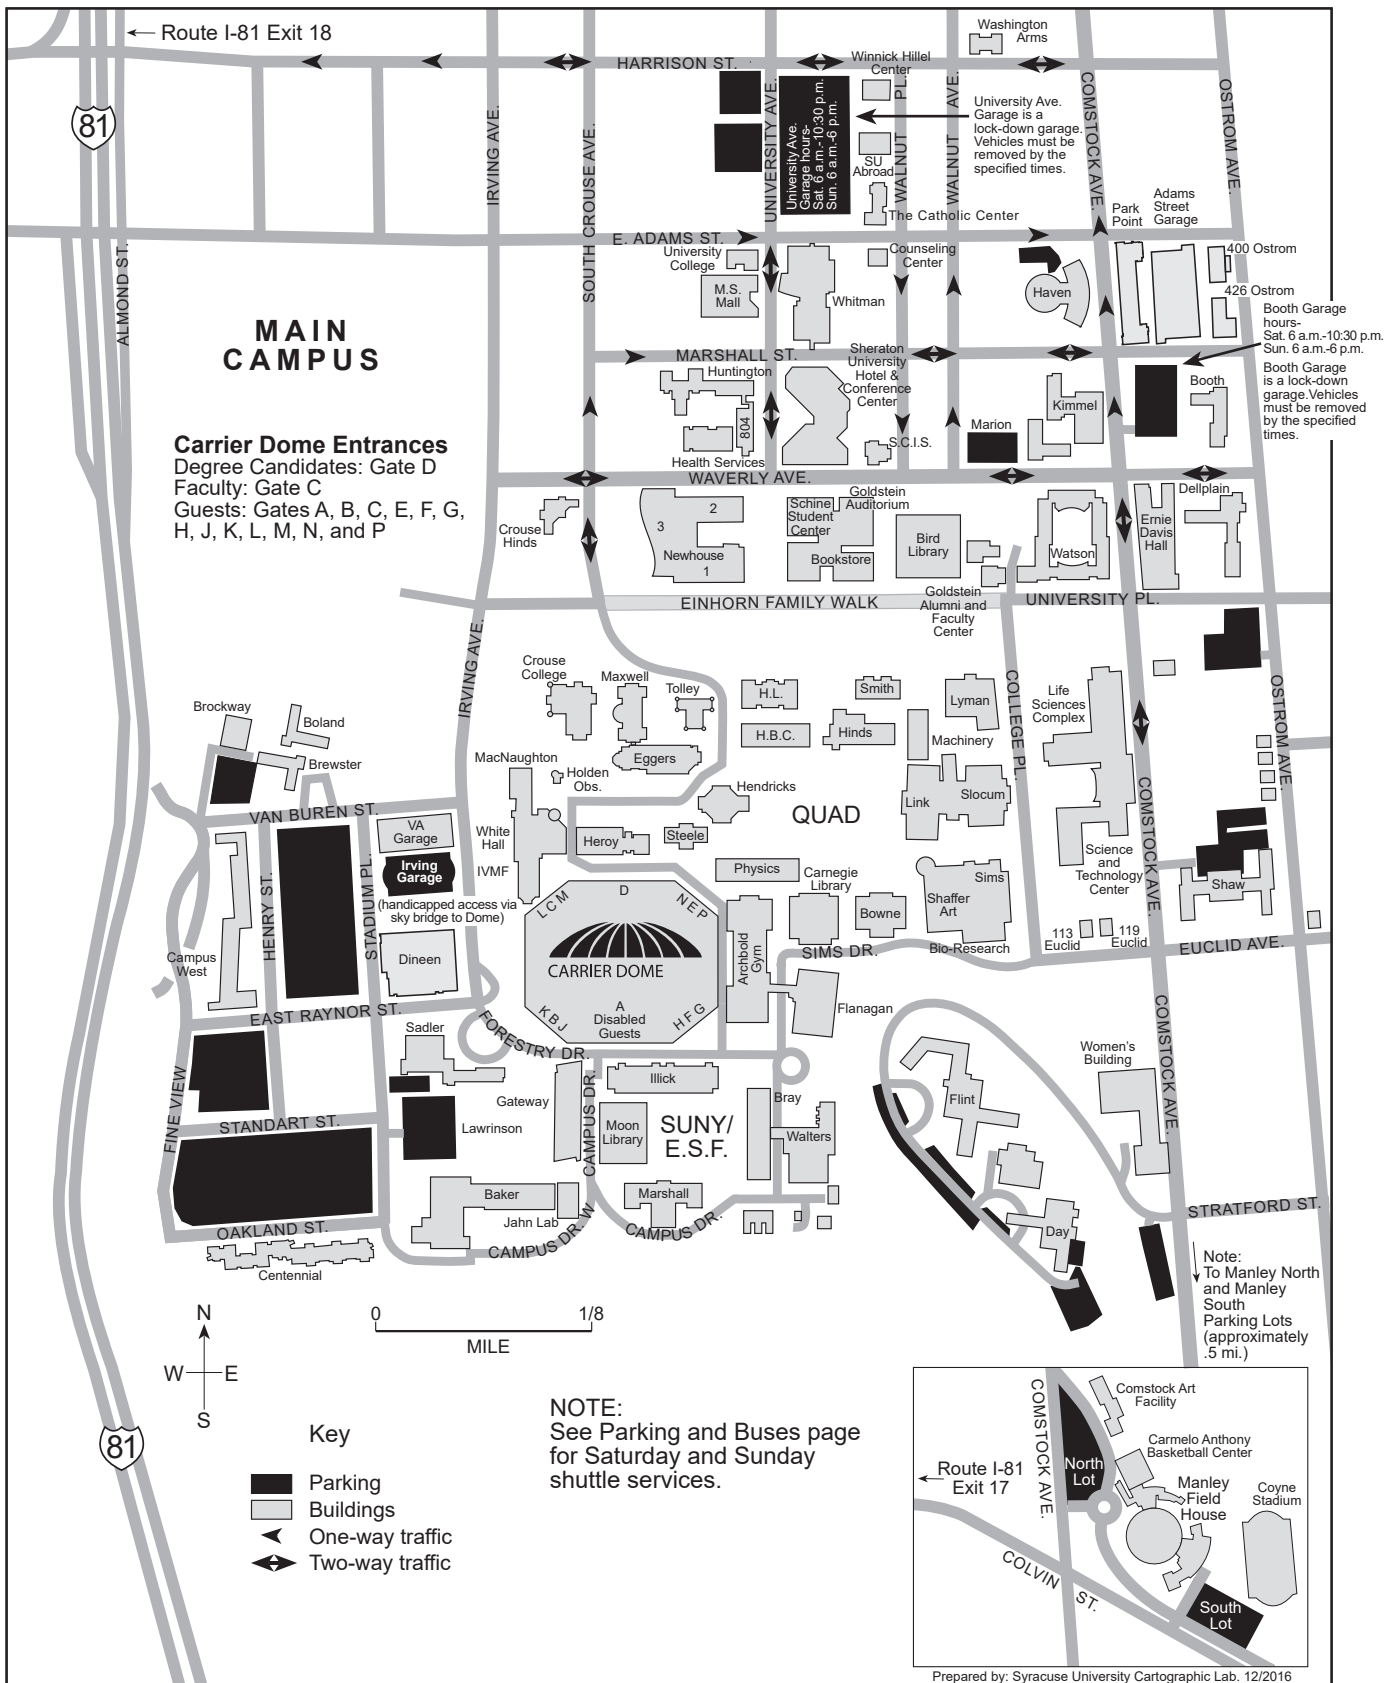 Route I-81 Exit 18
81
HARRISON ST.
Washington
Arms
Winnick Hillel
Center
IRVING AVE.
SOUTH CROUSE AVE.
UNIVERSITY AVE.
University Ave.
Garage hours-
Sat. 6 a.m.-10:30 p.m.
Sun. 6 a.m.-6 p.m.
WALNUT PL.
WALNUT AVE.
COMSTOCK AVE.
OSTROM AVE.
University Ave.
Garage is a
lock-down garage.
Vehicles must be
removed by the
specified times.
SU
Abroad
The Catholic Center
Park
Point
Adams
Street
Garage
ALMOND ST.
E. ADAMS ST.
University
College
Counseling
Center
400 Ostrom
M.S.
Mall
Whitman
Haven
426 Ostrom
Booth Garage
hours-
Sat. 6 a.m.-10:30 p.m.
Sun. 6 a.m.-6 p.m.
Booth Garage
is a lock-down
garage.Vehicles
must be removed
by the specified
times.
MAIN
CAMPUS
MARSHALL ST.
Sheraton
University
Hotel &
Conference
Center
Huntington
804
Health Services
S.C.I.S.
Marion
Kimmel
Booth
Carrier Dome Entrances
Degree Candidates: Gate D
Faculty: Gate C
Guests: Gates A, B, C, E, F, G,
H, J, K, L, M, N, and P
WAVERLY AVE.
Crouse
Hinds
2
3
Newhouse
1
Schine
Student
Center
Goldstein
Auditorium
Bookstore
Bird
Library
Watson
Ernie
Davis
Hall
Dellplain
EINHORN FAMILY WALK
Goldstein
Alumni and
Faculty
Center
UNIVERSITY PL.
IRVING AVE.
Crouse
College
Maxwell
Tolley
H.L.
Smith
Lyman
COLLEGE PL.
Life
Sciences
Complex
OSTROM AVE.
Brockway
Boland
Brewster
H.B.C.
Hinds
Machinery
MacNaughton
Holden
Obs.
Eggers
Hendricks
QUAD
Link
Slocum
COMSTOCK AVE.
VAN BUREN ST.
VA
Garage
White
Hall
Heroy
Steele
Irving
Garage
IVMF
(handicapped access via
sky bridge to Dome)
Physics
Carnegie
Library
Sims
Shaffer
Art
Science
and
Technology
Center
Shaw
HENRY ST.
STADIUM PL.
L C M
D
N E P
CARRIER DOME
A
Disabled
Guests
K B J
H F G
Archbold
Gym
Bowne
Bio-Research
113
Euclid
119
Euclid
EUCLID AVE.
SIMS DR.
Campus
West
Dineen
Flanagan
EAST RAYNOR ST.
FORESTRY DR.
Sadler
COMSTOCK AVE.
Women's
Building
FINE VIEW
Gateway
CAMPUS DR.
Illick
Bray
Flint
STANDART ST.
Lawrinson
Moon
Library
SUNY/
E.S.F.
Walters
Baker
Jahn Lab
Marshall
CAMPUS DR. W
CAMPUS DR.
Day
STRATFORD ST.
OAKLAND ST.
Centennial
Note:
To Manley North
and Manley
South
Parking Lots
(approximately
.5 mi.)
N
W
E
S
0
1/8
MILE
81
Key
Parking
Buildings
One-way traffic
Two-way traffic
NOTE:
See Parking and Buses page
for Saturday and Sunday
shuttle services.
COMSTOCK AVE.
Comstock Art
Facility
Carmelo Anthony
Basketball Center
North
Lot
Route I-81
Exit 17
Manley
Field
House
Coyne
Stadium
COLVIN ST.
South
Lot
Prepared by: Syracuse University Cartographic Lab. 12/2016